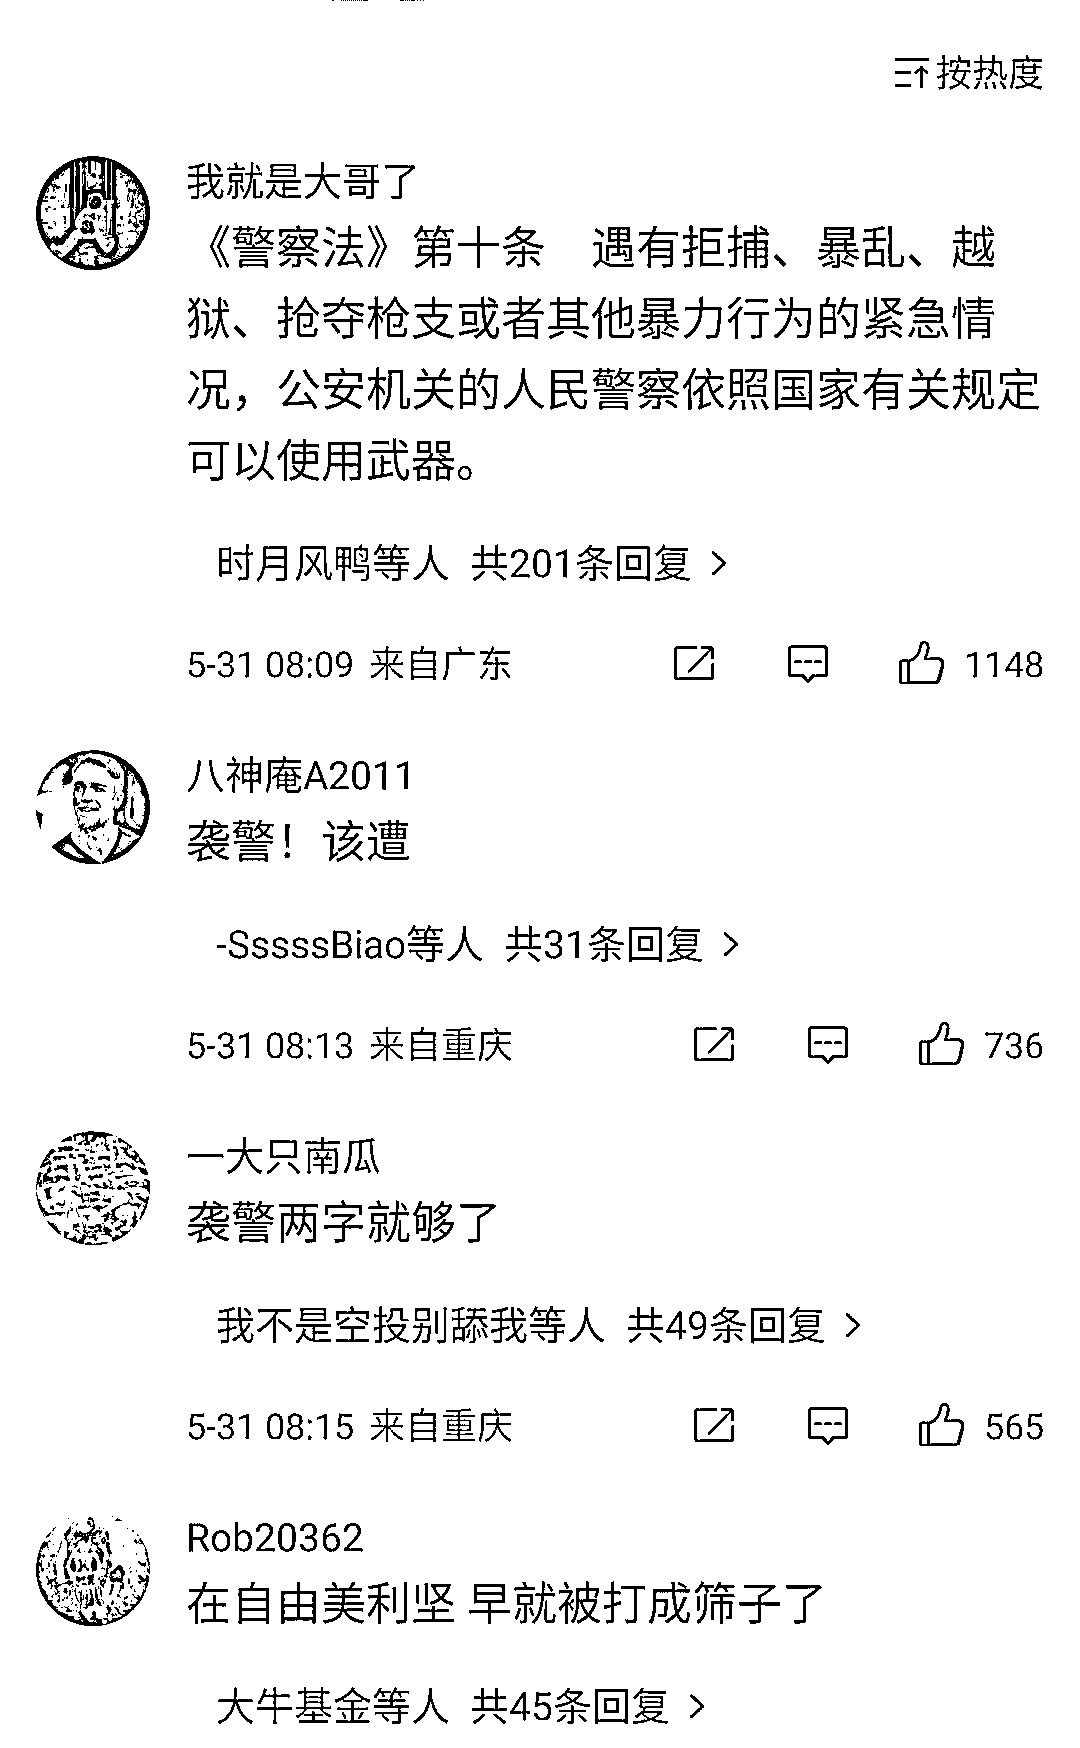 按热度
我就是大哥了
《警察法》第十条　遇有拒捕、暴乱、越
狱、抢夺枪支或者其他暴力行为的紧急情
况，公安机关的人民警察依照国家有关规定
可以使用武器。
时月风鸭等人 共201条回复 >
5-31 08:09 来自广东 1148
八神庵A2011
袭警！该遭
-SssssBiao等人 共31条回复 >
5-31 08:13 来自重庆 736
一大只南瓜
袭警两字就够了
我不是空投别舔我等人 共49条回复 >
5-31 08:15 来自重庆 565
Rob20362
在自由美利坚 早就被打成筛子了
大牛基金等人 共45条回复 >